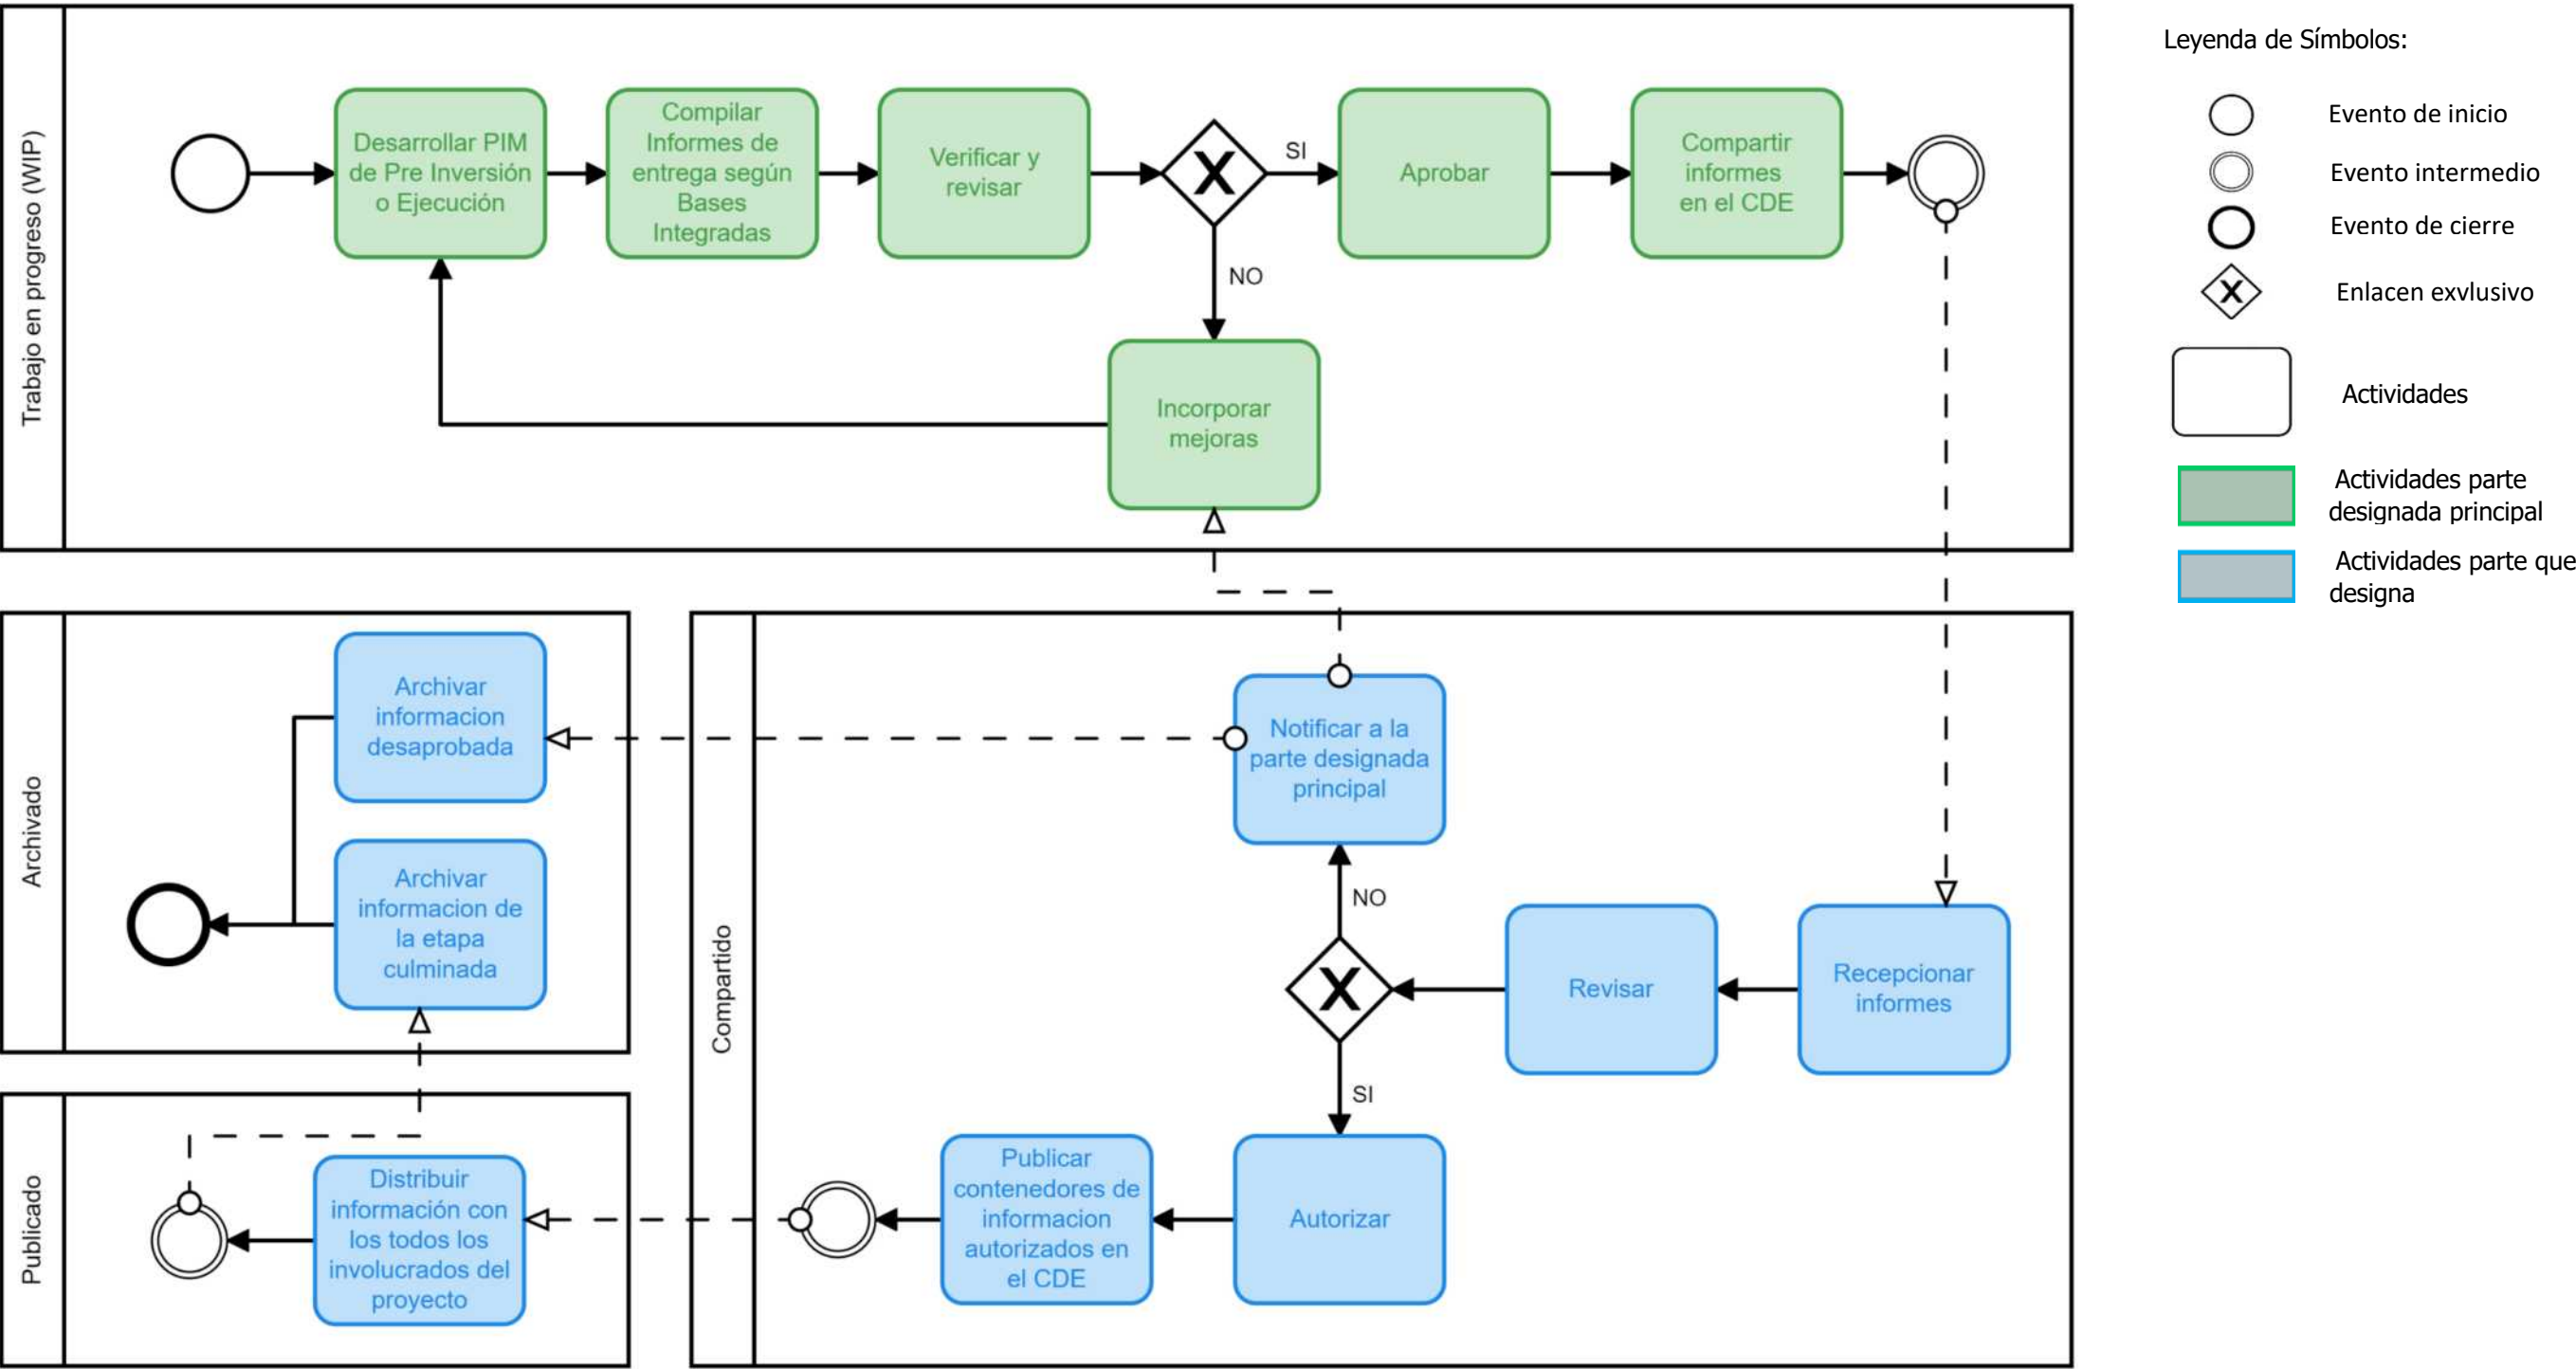 Trabajo en progreso (WIP)
Desarrollar PIM
de Pre Inversión
o Ejecución
Compilar
Informes de
entrega según
Bases
Integradas
Verificar y
revisar
X
SI
NO
Aprobar
Compartir
informes
en el CDE
Incorporar
mejoras
Leyenda de Símbolos:
Evento de inicio
Evento intermedio
Evento de cierre
X
Enlacen exvlusivo
Actividades
Actividades parte
designada principal
Actividades parte que
designa
Archivado
Archivar
informacion
desaprobada
Archivar
informacion de
la etapa
culminada
Compartido
Notificar a la
parte designada
principal
NO
X
SI
Revisar
Recepcionar
informes
Autorizar
Publicar
contenedores de
informacion
autorizados en
el CDE
Publicado
Distribuir
información con
los todos los
involucrados del
proyecto